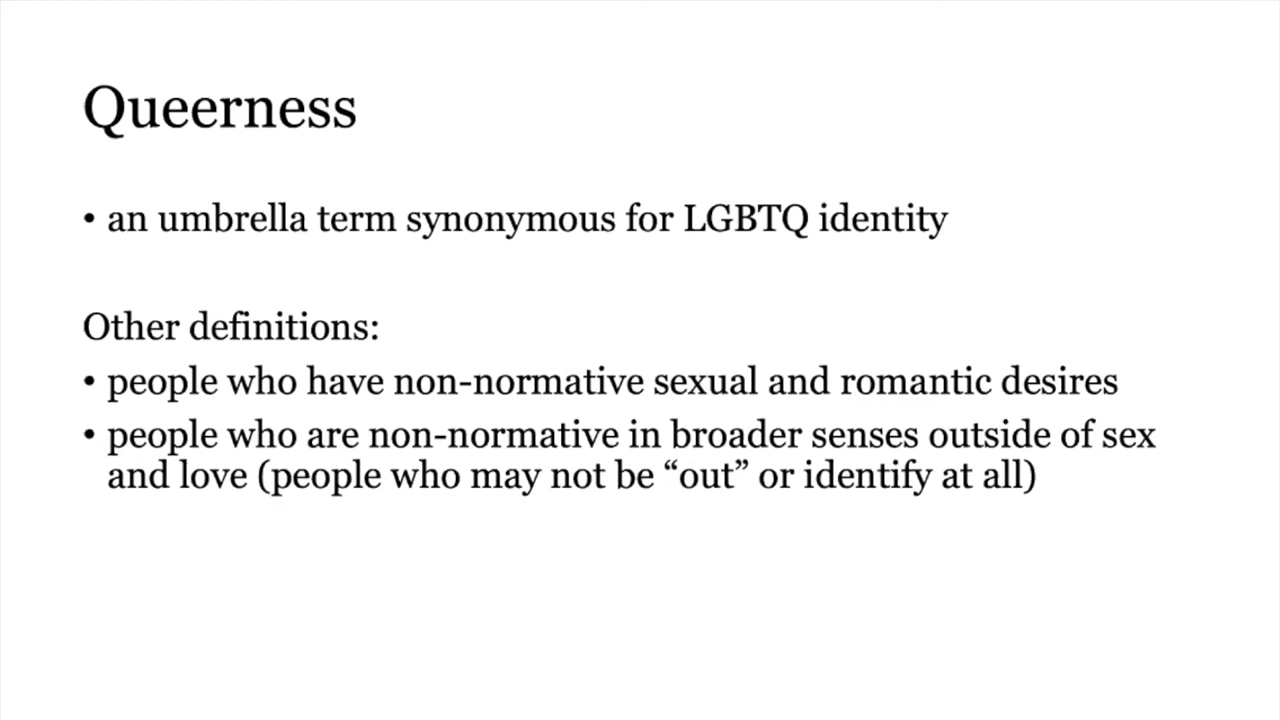 Queerness
• an umbrella term synonymous for LGBTQ identity
Other definitions:
• people who have non-normative sexual and romantic desires
• people who are non-normative in broader senses outside of sex
and love (people who may not be “out” or identify at all)